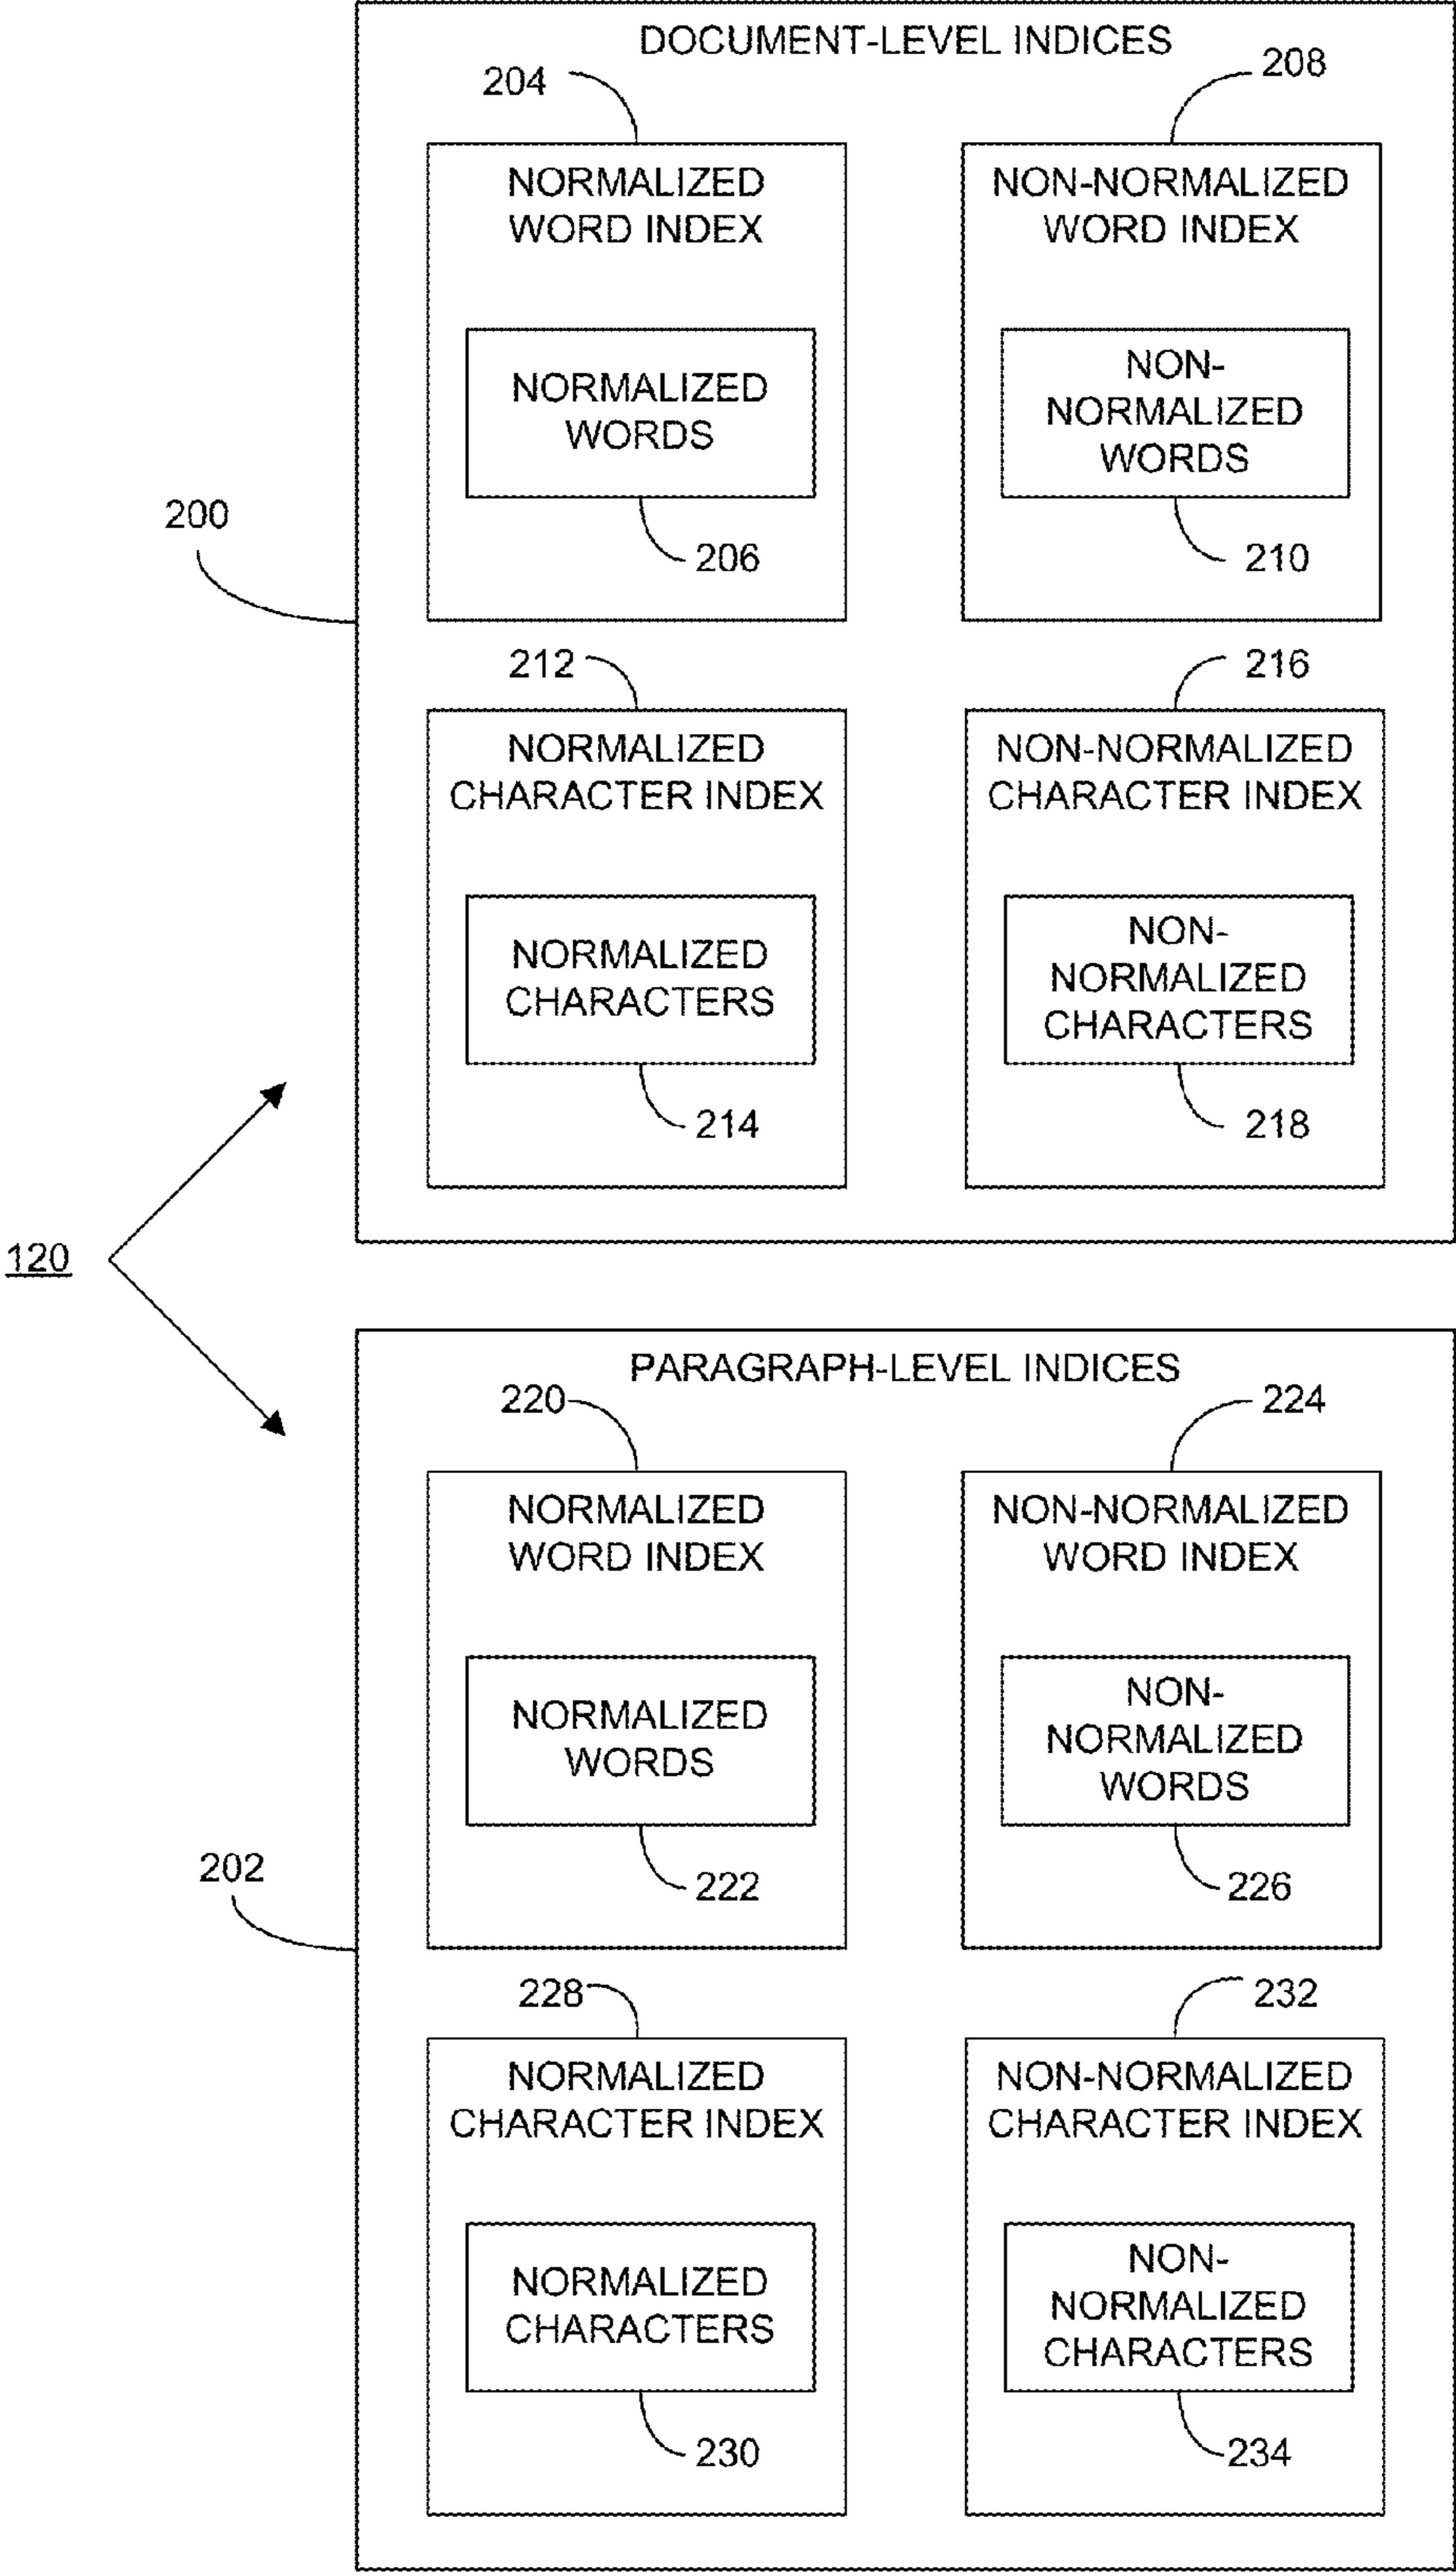 DOCUMENT-LEVEL INDICES
204
208
NORMALIZED
WORD INDEX
NON-NORMALIZED
WORD INDEX
NORMALIZED
WORDS
NON-
NORMALIZED
WORDS
200
206
210
212
216
NORMALIZED
CHARACTER INDEX
NON-NORMALIZED
CHARACTER INDEX
NORMALIZED
CHARACTERS
NON-
NORMALIZED
CHARACTERS
214
218
120
PARAGRAPH-LEVEL INDICES
220
224
NORMALIZED
WORD INDEX
NON-NORMALIZED
WORD INDEX
NORMALIZED
WORDS
NON-
NORMALIZED
WORDS
202
222
226
228
232
NORMALIZED
CHARACTER INDEX
NON-NORMALIZED
CHARACTER INDEX
NORMALIZED
CHARACTERS
NON-
NORMALIZED
CHARACTERS
230
234